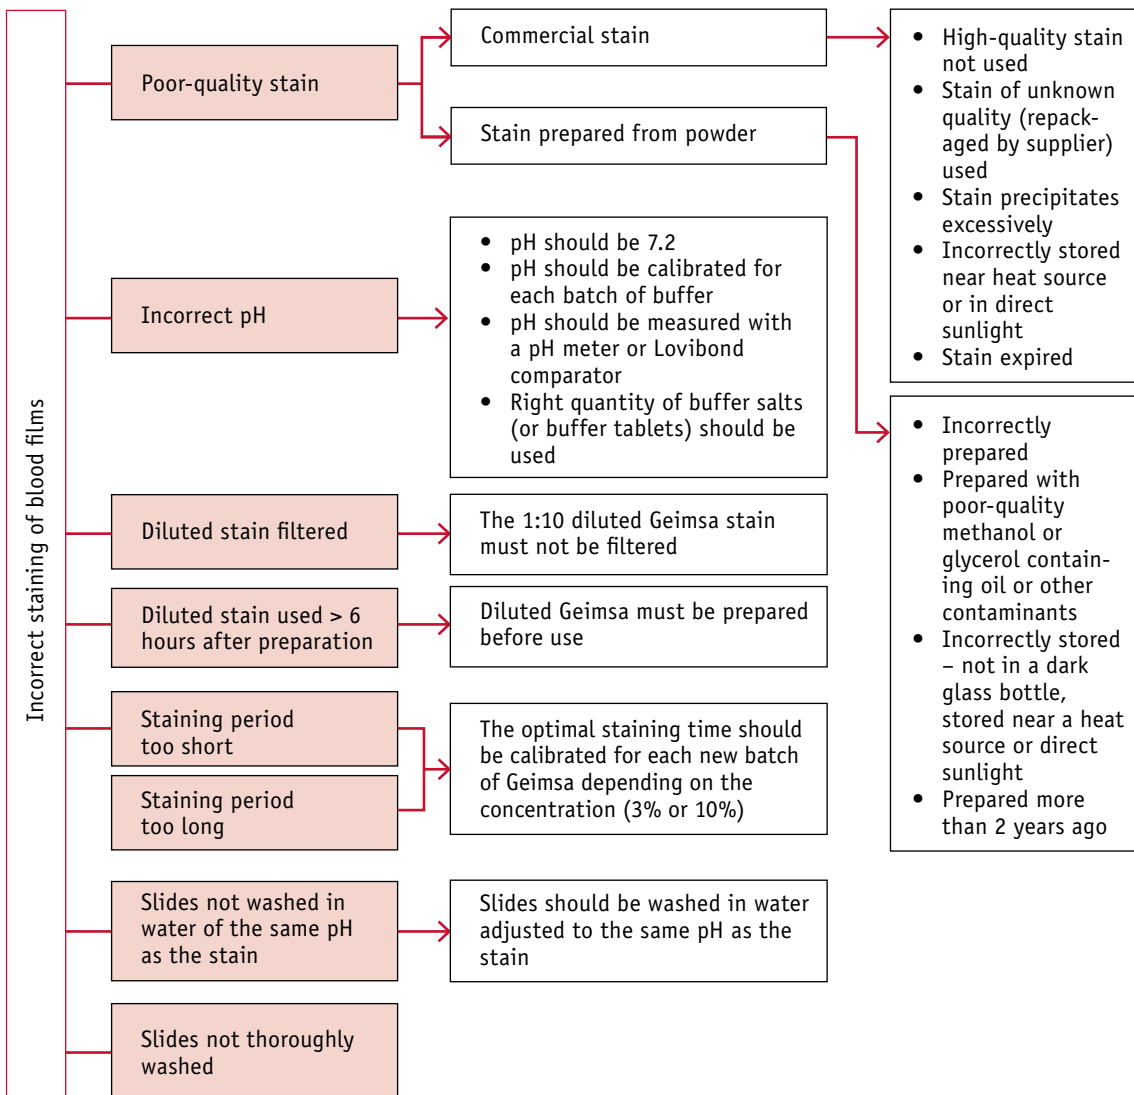 Incorrect staining of blood films
Poor-quality stain
Commercial stain
• High-quality stain
not used
• Stain of unknown
quality (repack-
aged by supplier)
used
• Stain precipitates
excessively
• Incorrectly stored
near heat source
or in direct
sunlight
• Stain expired
Stain prepared from powder
• Incorrectly
prepared
• Prepared with
poor-quality
methanol or
glycerol contain-
ing oil or other
contaminants
• Incorrectly stored
– not in a dark
glass bottle,
stored near a heat
source or direct
sunlight
• Prepared more
than 2 years ago
Incorrect pH
• pH should be 7.2
• pH should be calibrated for
each batch of buffer
• pH should be measured with
a pH meter or Lovibond
comparator
• Right quantity of buffer salts
(or buffer tablets) should be
used
Diluted stain filtered
The 1:10 diluted Geimsa stain
must not be filtered
Diluted stain used > 6
hours after preparation
Diluted Geimsa must be prepared
before use
Staining period
too short
Staining period
too long
The optimal staining time should
be calibrated for each new batch
of Geimsa depending on the
concentration (3% or 10%)
Slides not washed in
water of the same pH
as the stain
Slides should be washed in water
adjusted to the same pH as the
stain
Slides not thoroughly
washed